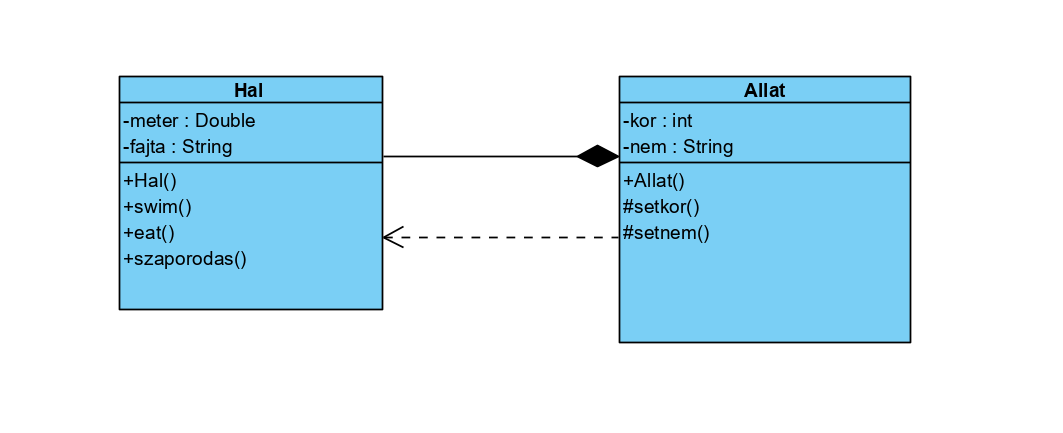 Hal
-meter : Double
-fajta : String
+Hal()
+swim()
+eat()
+szaporodas()
Allat
-kor : int
-nem : String
+Allat()
#setkor()
#setnem()